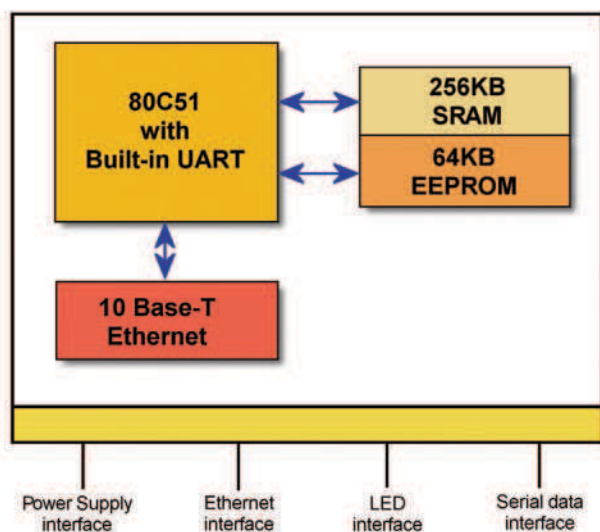 80C51
with
Built-in UART
256KB
SRAM
64KB
EEPROM
10 Base-T
Ethernet
Power Supply
interface
Ethernet
interface
LED
interface
Serial data
interface